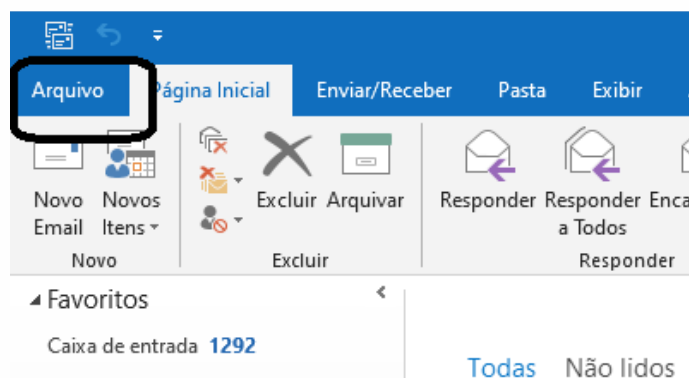 Arquivo Página Inicial Enviar/Receber Pasta Exibir
Novo Email
Novos Itens
Excluir
Arquivar
Responder
Responder a Todos
Novo
Excluir
Responder
Favoritos
Caixa de entrada 1292
Todas Não lidos